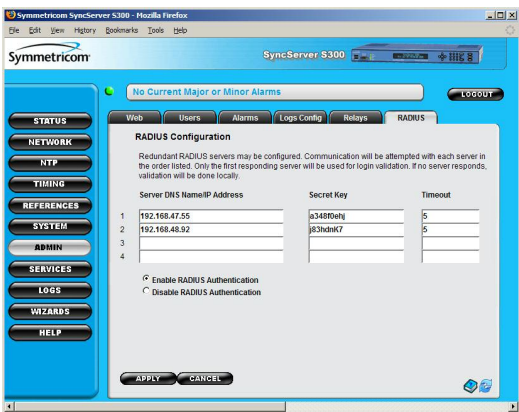 Symmetricom SyncServer S300 - Mozilla Firefox
File Edit View History Bookmarks Tools Help
Symmetricom
SyncServer S300
No Current Major or Minor Alarms
LOGOUT
STATUS
NETWORK
NTP
TIMING
REFERENCES
SYSTEM
ADMIN
SERVICES
LOGS
WIZARDS
HELP
Web Users Alarms Logs Config Relays RADIUS
RADIUS Configuration
Redundant RADIUS servers may be configured. Communication will be attempted with each server in
the order listed. Only the first responding server will be used for login validation. If no server responds,
validation will be done locally.
Server DNS Name/IP Address Secret Key Timeout
1 192.168.47.55 a348f0ehj 5
2 192.168.48.92 j83hdnK7 5
3
4
Enable RADIUS Authentication
Disable RADIUS Authentication
APPLY CANCEL